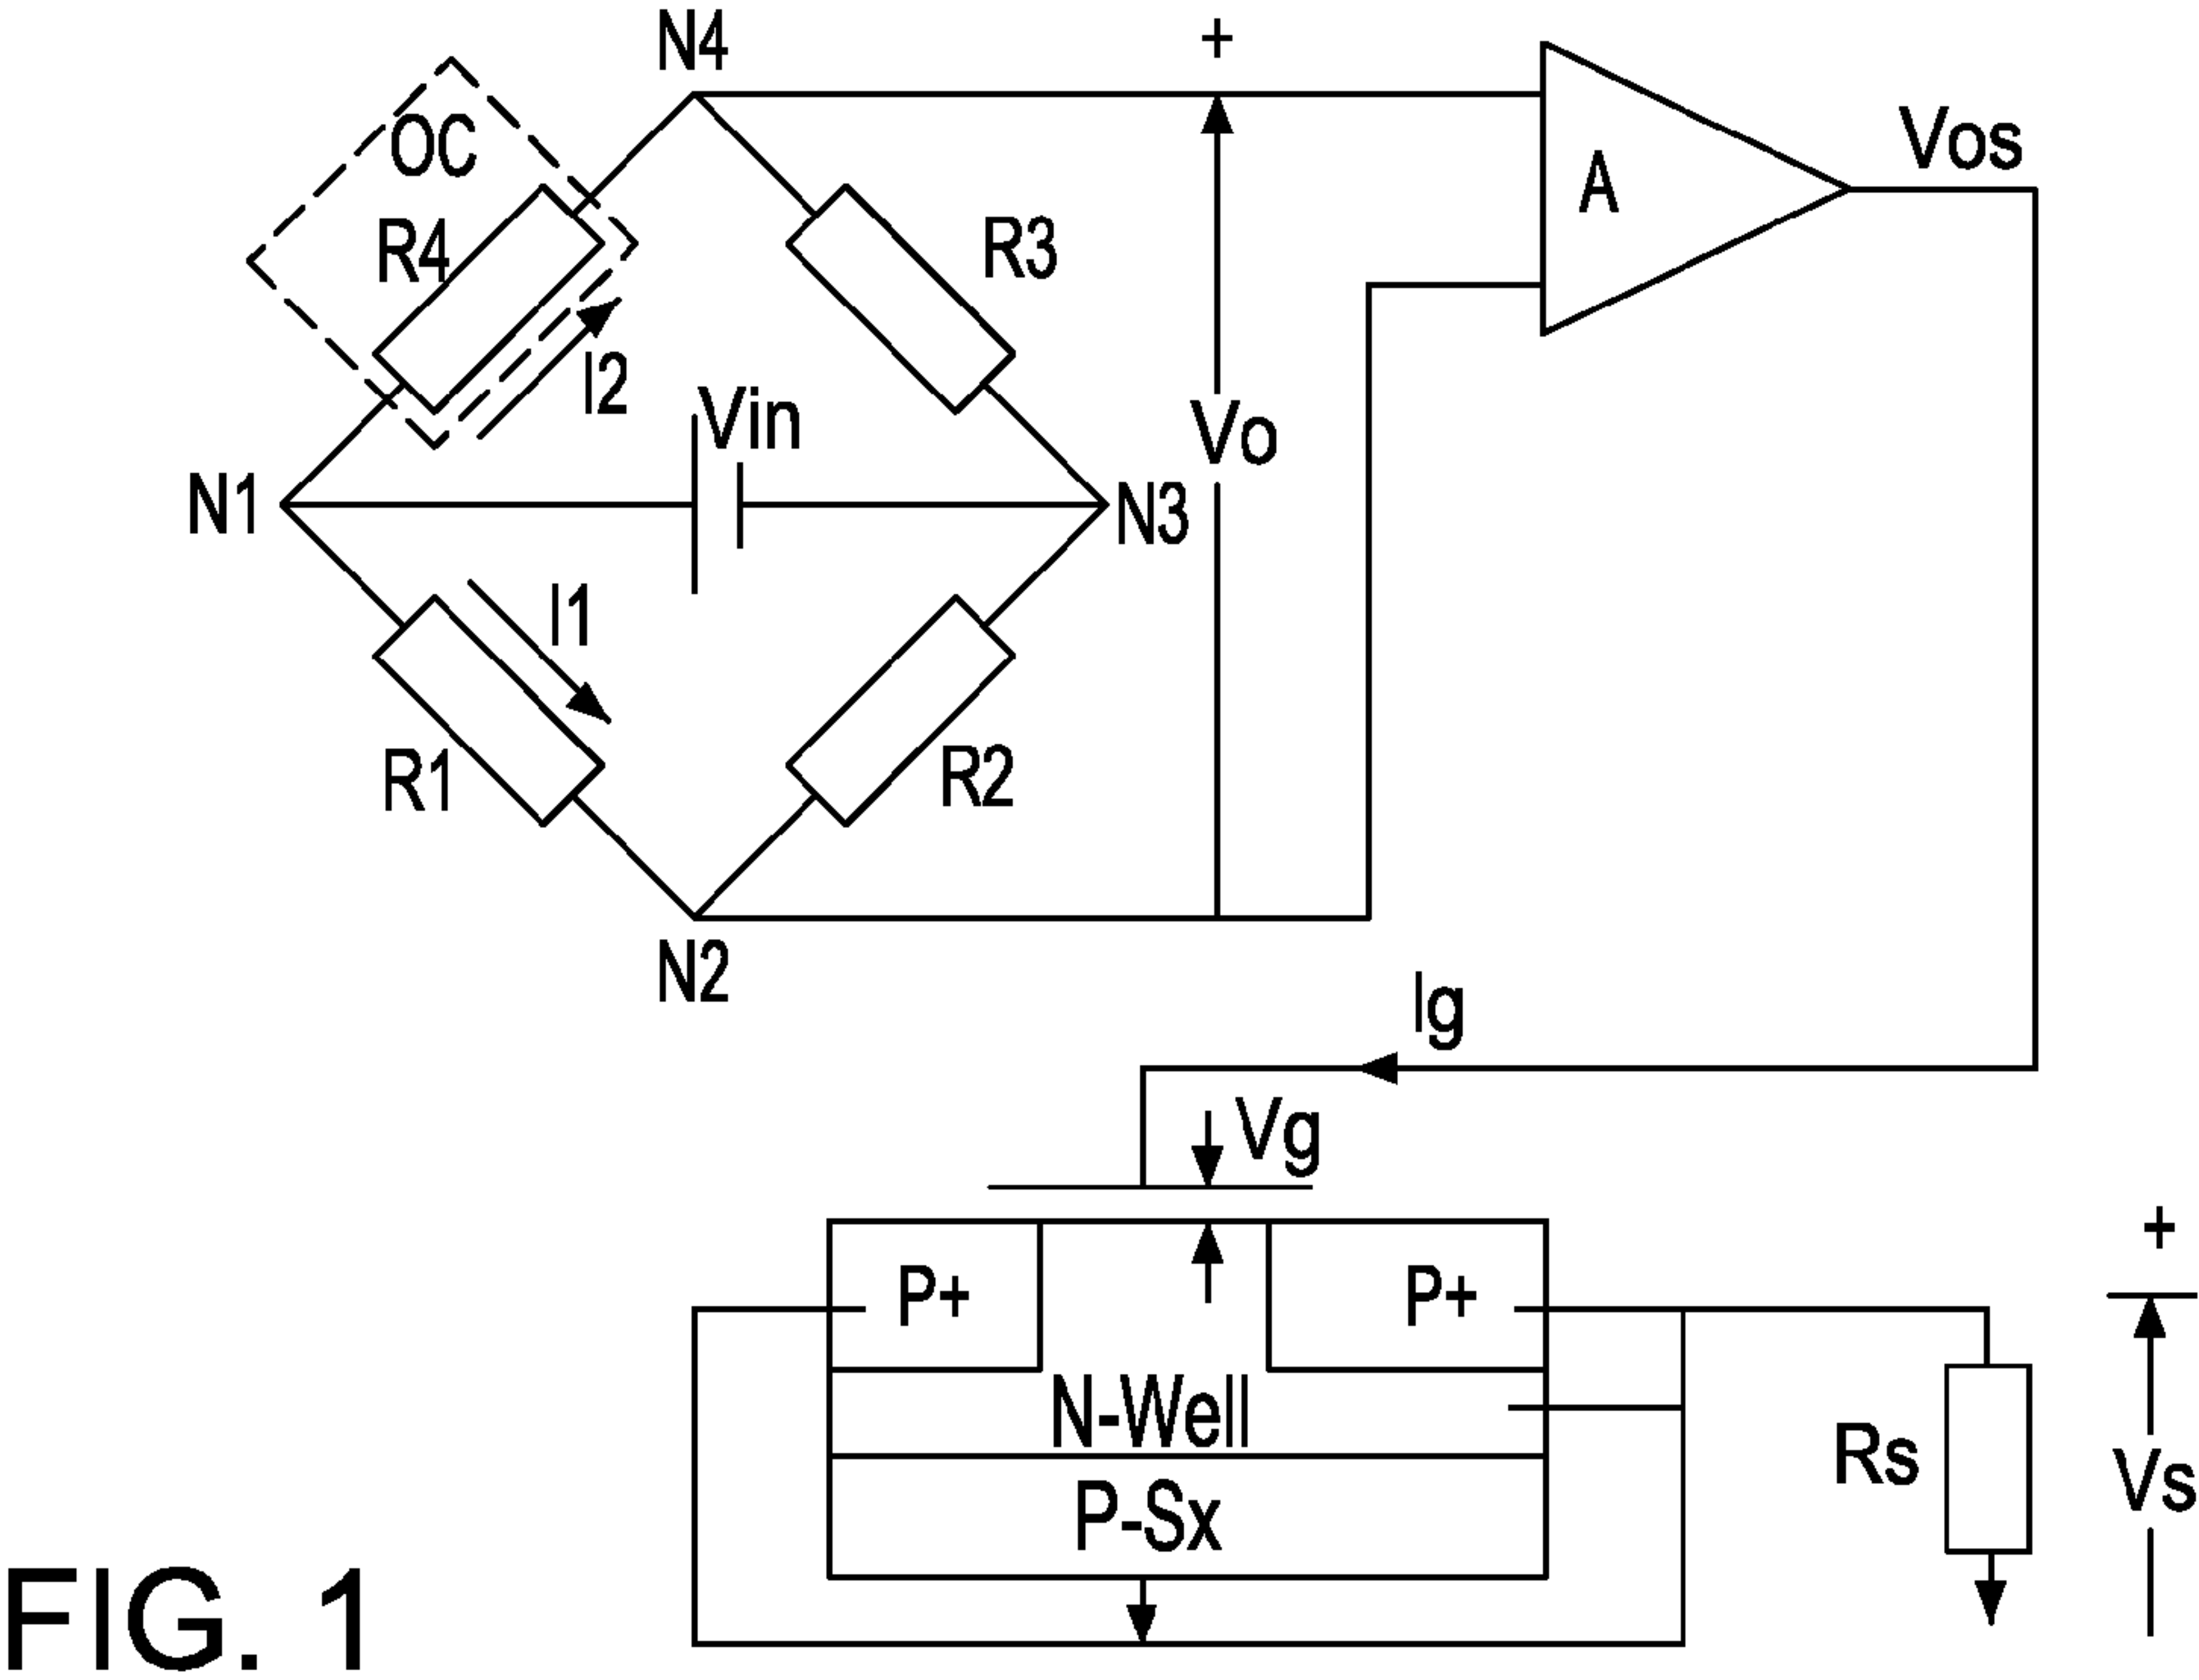 N4
+
OC
Vos
A
R4
R3
I2
Vin
Vo
N1
N3
I1
R1
R2
N2
Ig
Vg
+
P+
P+
N-Well
Rs
Vs
P-Sx
FIG. 1